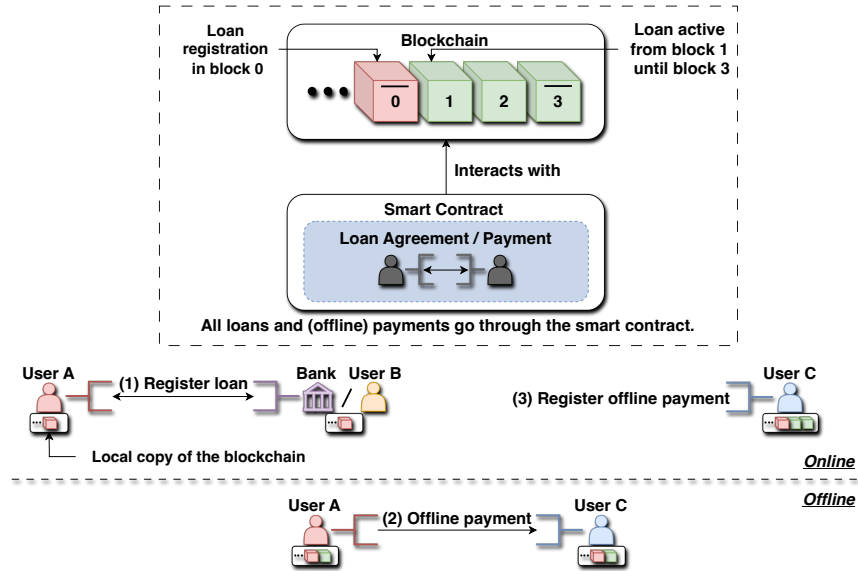 Loan
registration
in block 0
Blockchain
Loan active
from block 1
until block 3
0
1
2
3
Interacts with
Smart Contract
Loan Agreement / Payment
All loans and (offline) payments go through the smart contract.
User A
(1) Register loan
Bank
/
User B
(3) Register offline payment
User C
Local copy of the blockchain
Online
Offline
User A
(2) Offline payment
User C